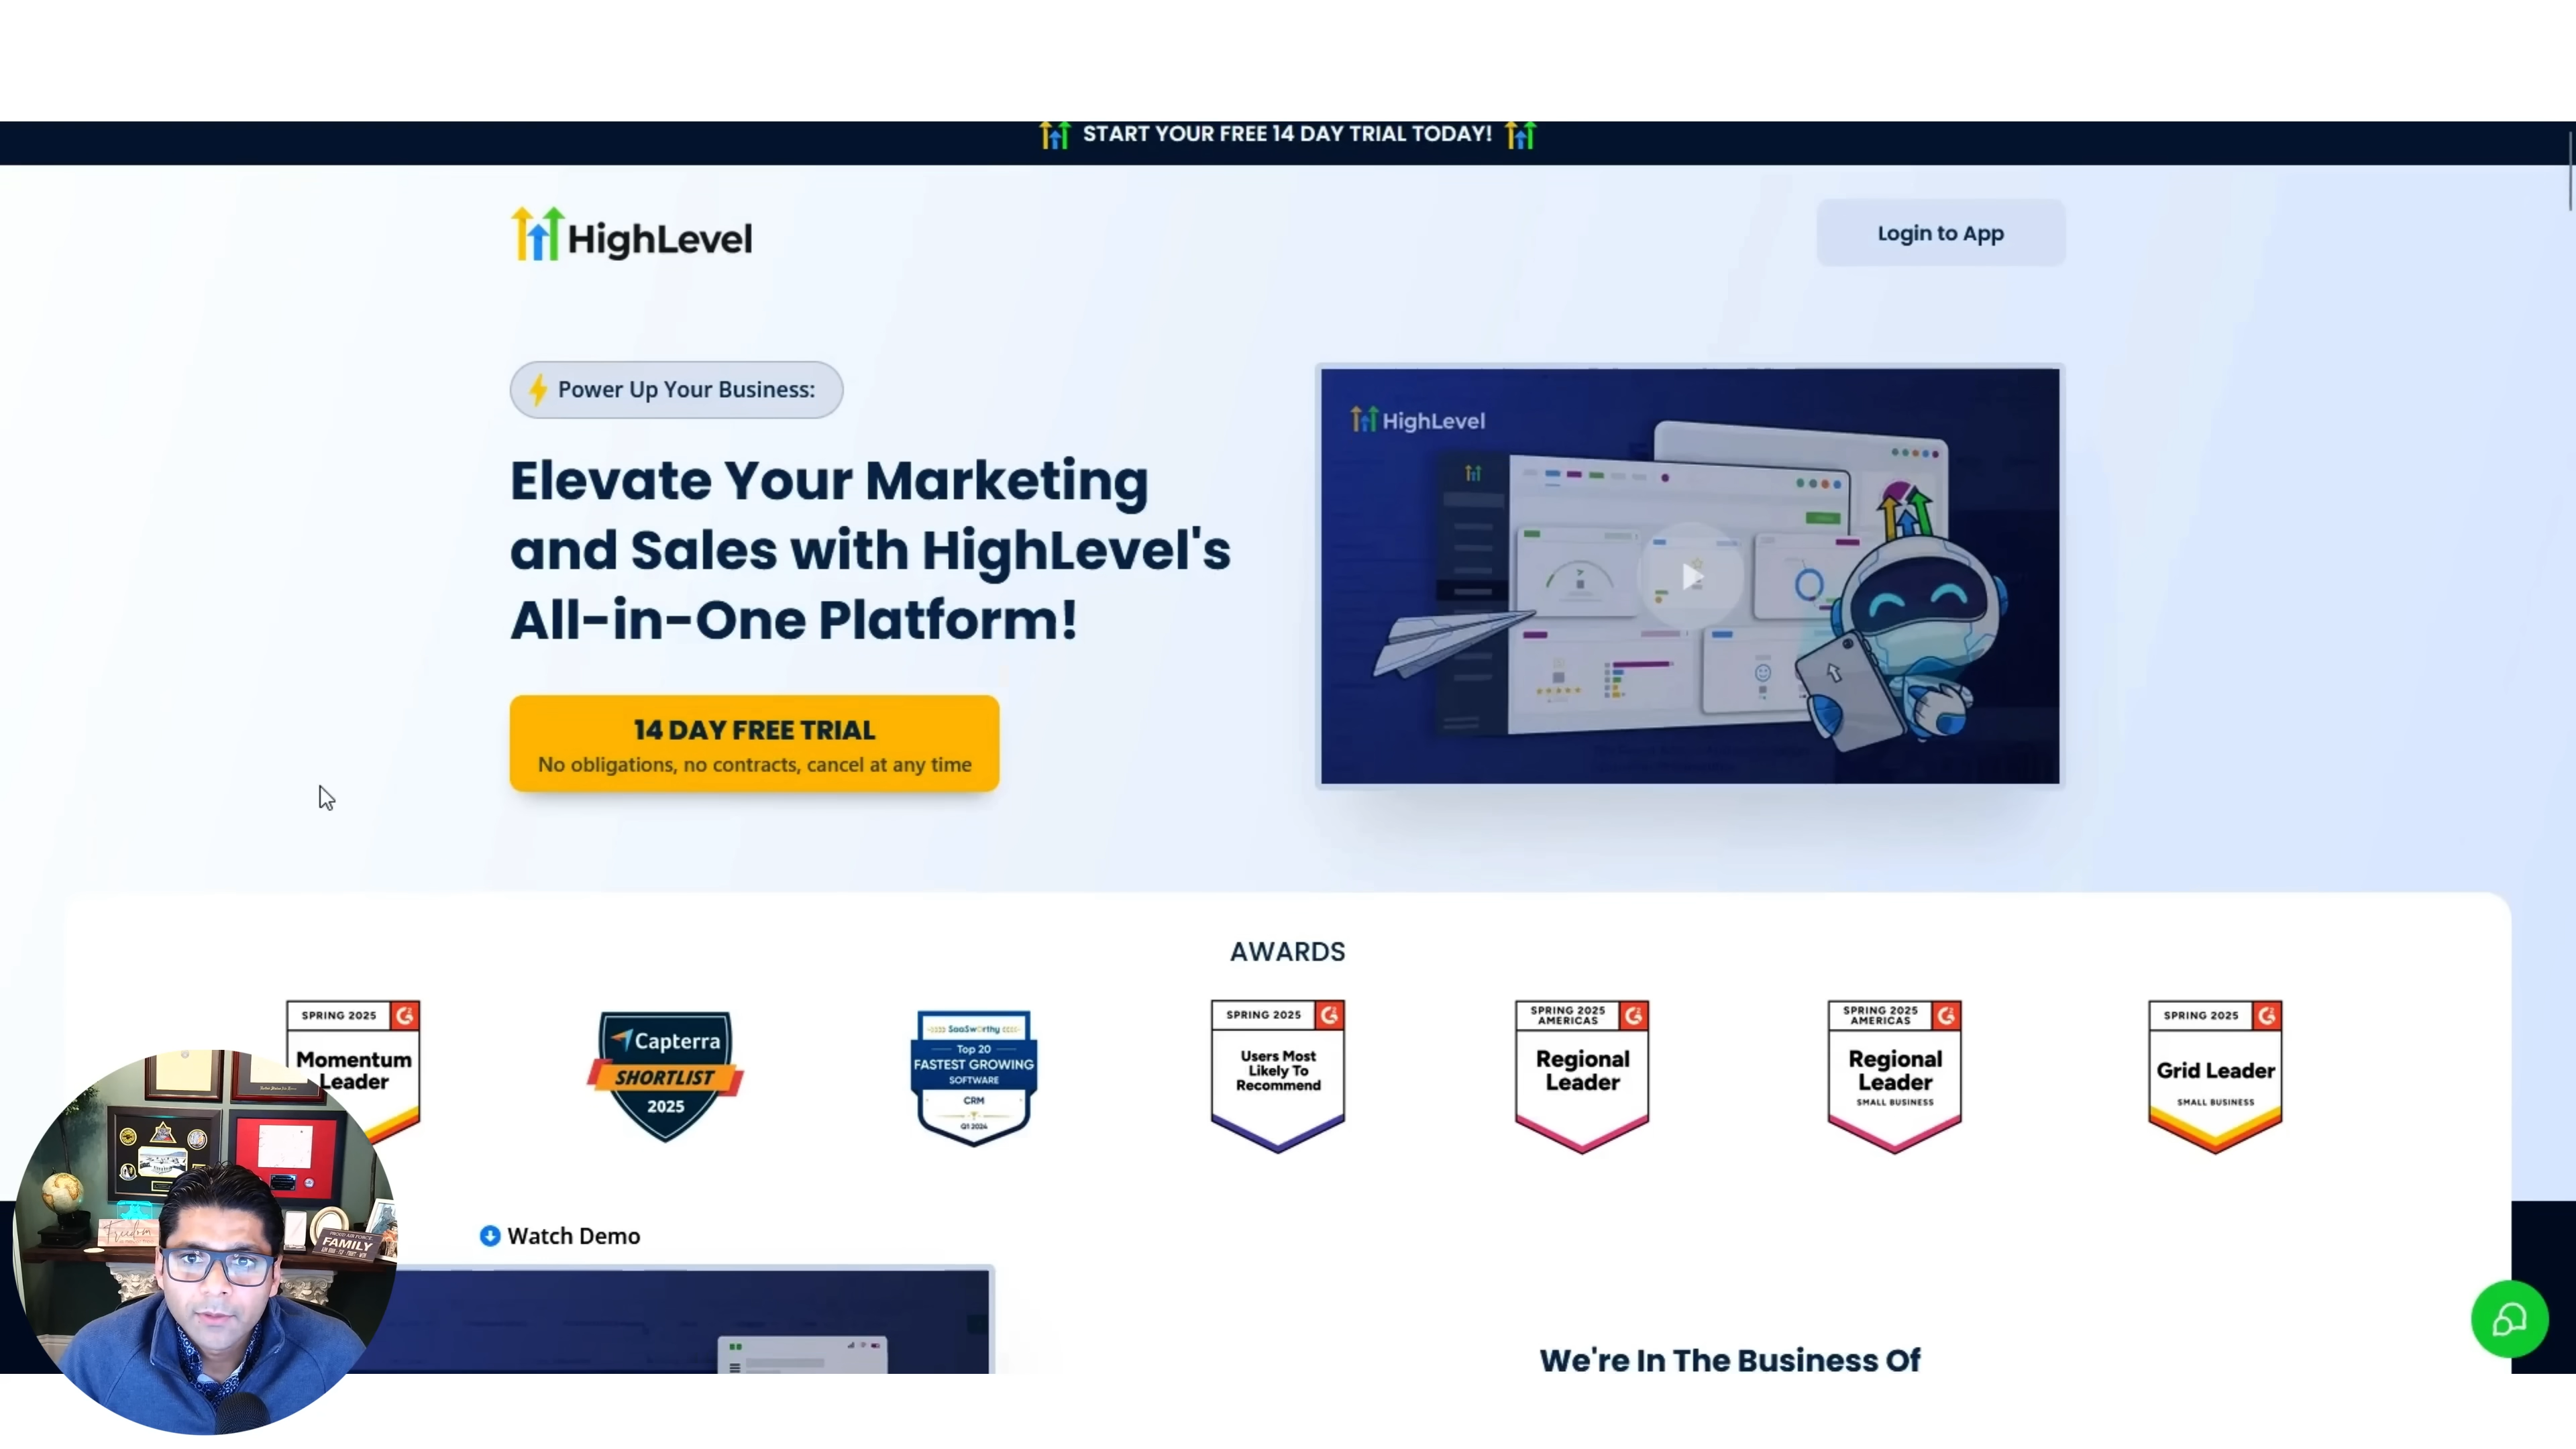 START YOUR FREE 14 DAY TRIAL TODAY!
HighLevel
Login to App
Power Up Your Business:
Elevate Your Marketing
and Sales with HighLevel's
All-in-One Platform!
14 DAY FREE TRIAL
No obligations, no contracts, cancel at any time
HighLevel
AWARDS
SPRING 2025
Momentum
Leader
Capterra
SHORTLIST
2025
SaaSworthy
Top 20
FASTEST GROWING
SOFTWARE
CRM
Q1 2024
SPRING 2025
Users Most
Likely To
Recommend
SPRING 2025
AMERICAS
Regional
Leader
SPRING 2025
AMERICAS
Regional
Leader
SMALL BUSINESS
SPRING 2025
Grid Leader
SMALL BUSINESS
Watch Demo
We're In The Business Of
Freedom
FAMILY